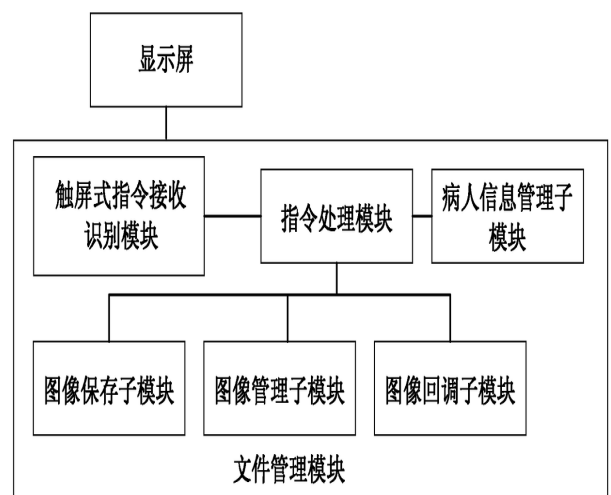 显示屏
触屏式指令接收
识别模块
指令处理模块
病人信息管理子
模块
图像保存子模块
图像管理子模块
图像回调子模块
文件管理模块